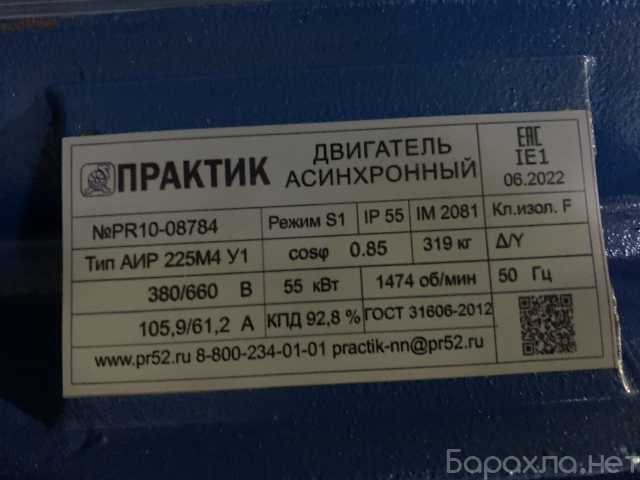 ПРАКТИК
ДВИГАТЕЛЬ
АСИНХРОННЫЙ
EAC
IE1
06.2022
№PR10-08784
Режим S1
IP 55
IM 2081
Кл.изол. F
Тип АИР 225М4 У1
cosφ 0.85
319 кг
Δ/Y
380/660 В
55 кВт
1474 об/мин
50 Гц
105,9/61,2 А
КПД 92,8 %
ГОСТ 31606-2012
www.pr52.ru 8-800-234-01-01 practik-nn@pr52.ru
Барахла.нет